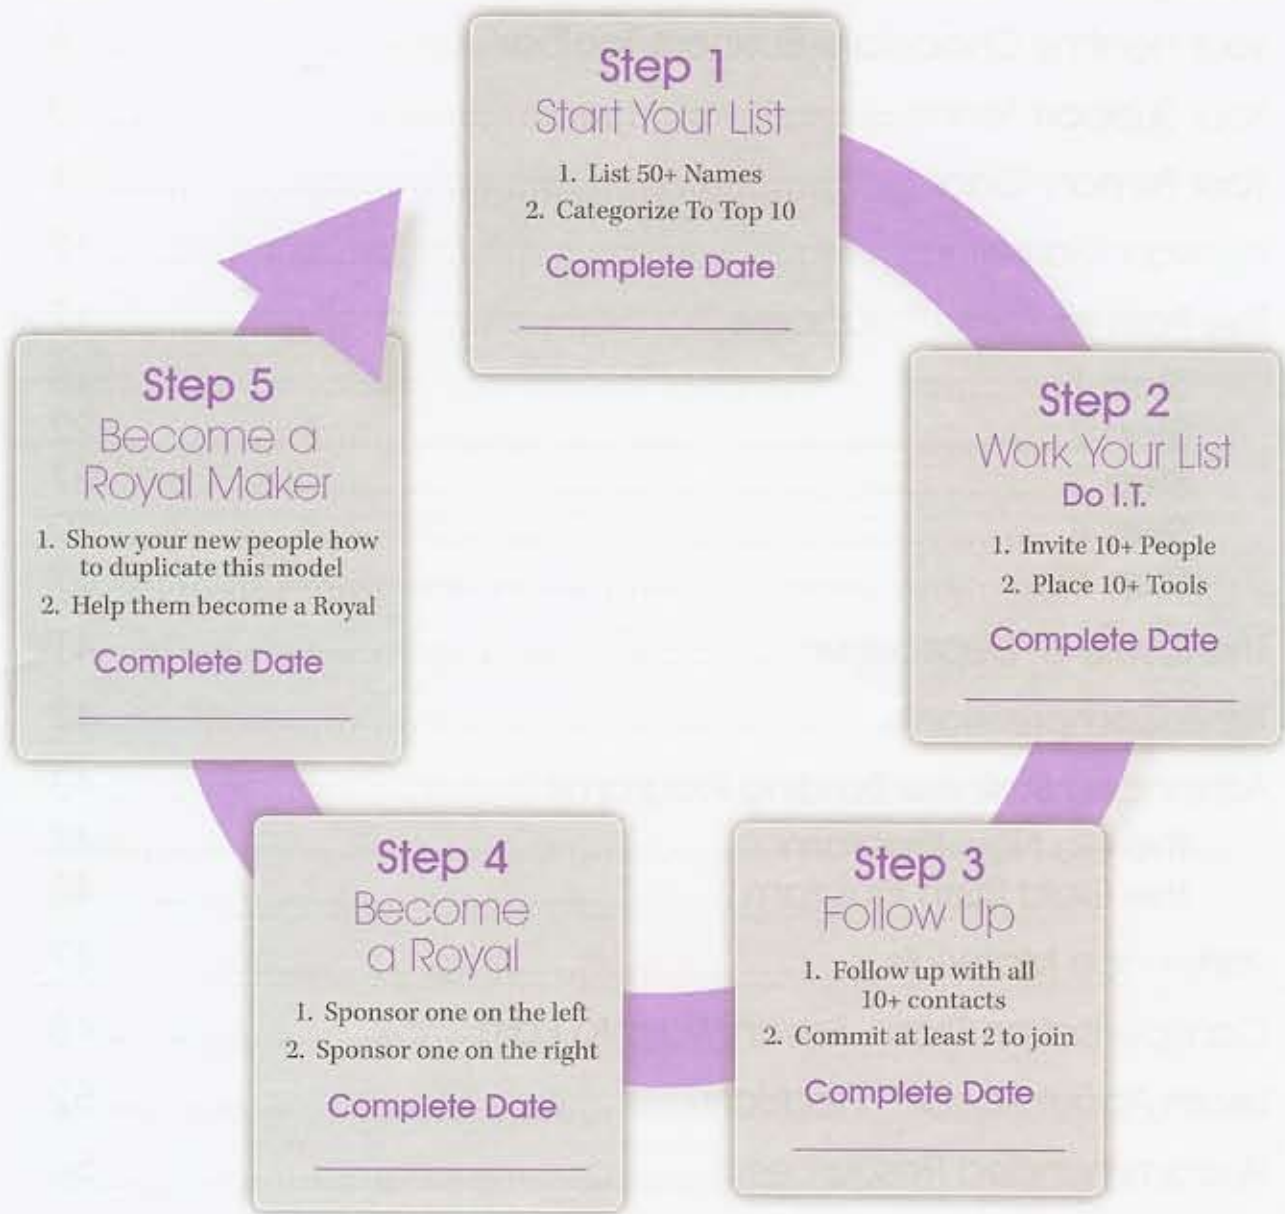 Step 1
Start Your List
1. List 50+ Names
2. Categorize To Top 10
Complete Date
Step 2
Work Your List
Do I.T.
1. Invite 10+ People
2. Place 10+ Tools
Complete Date
Step 3
Follow Up
1. Follow up with all
10+ contacts
2. Commit at least 2 to join
Complete Date
Step 4
Become
a Royal
1. Sponsor one on the left
2. Sponsor one on the right
Complete Date
Step 5
Become a
Royal Maker
1. Show your new people how
to duplicate this model
2. Help them become a Royal
Complete Date